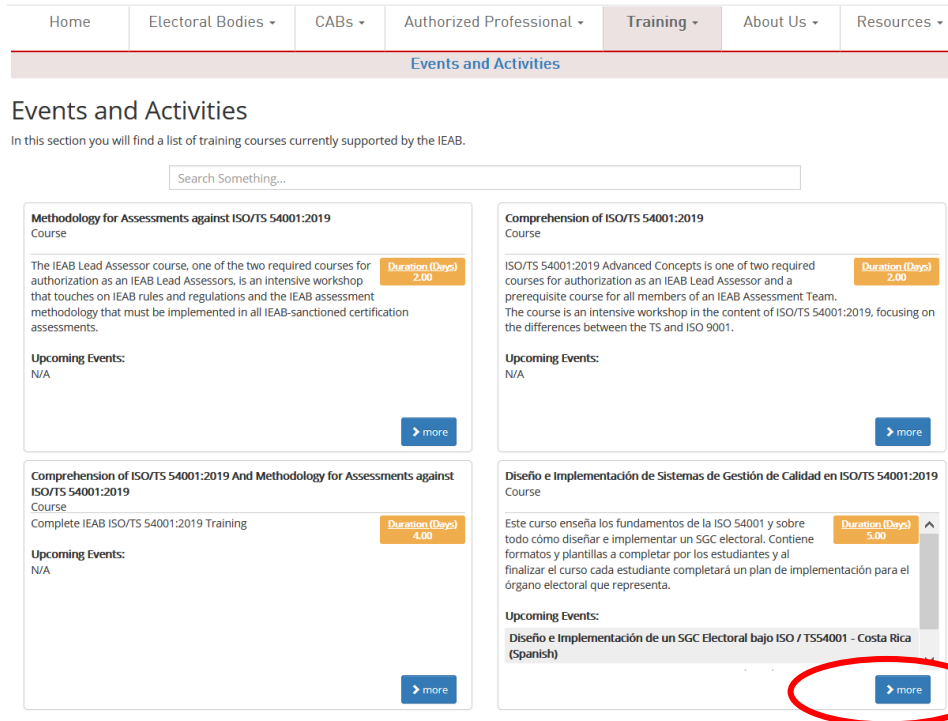 Home Electoral Bodies CABs Authorized Professional Training About Us Resources
Events and Activities
Events and Activities
In this section you will find a list of training courses currently supported by the IEAB.
Search Something...
Methodology for Assessments against ISO/TS 54001:2019
Course
The IEAB Lead Assessor course, one of the two required courses for
authorization as an IEAB Lead Assessors, is an intensive workshop
that touches on IEAB rules and regulations and the IEAB assessment
methodology that must be implemented in all IEAB-sanctioned certification
assessments.
Duration (Days)
2.00
Upcoming Events:
N/A
more
Comprehension of ISO/TS 54001:2019
Course
ISO/TS 54001:2019 Advanced Concepts is one of two required
courses for authorization as an IEAB Lead Assessor and a
prerequisite course for all members of an IEAB Assessment Team.
The course is an intensive workshop in the content of ISO/TS 54001:2019, focusing on
the differences between the TS and ISO 9001.
Duration (Days)
2.00
Upcoming Events:
N/A
more
Comprehension of ISO/TS 54001:2019 And Methodology for Assessments against
ISO/TS 54001:2019
Course
Complete IEAB ISO/TS 54001:2019 Training
Duration (Days)
4.00
Upcoming Events:
N/A
more
Diseño e Implementación de Sistemas de Gestión de Calidad en ISO/TS 54001:2019
Course
Este curso enseña los fundamentos de la ISO 54001 y sobre
todo cómo diseñar e implementar un SGC electoral. Contiene
formatos y plantillas a completar por los estudiantes y al
finalizar el curso cada estudiante completará un plan de implementación para el
órgano electoral que representa.
Duration (Days)
5.00
Upcoming Events:
Diseño e Implementación de un SGC Electoral bajo ISO / TS54001 - Costa Rica
(Spanish)
more